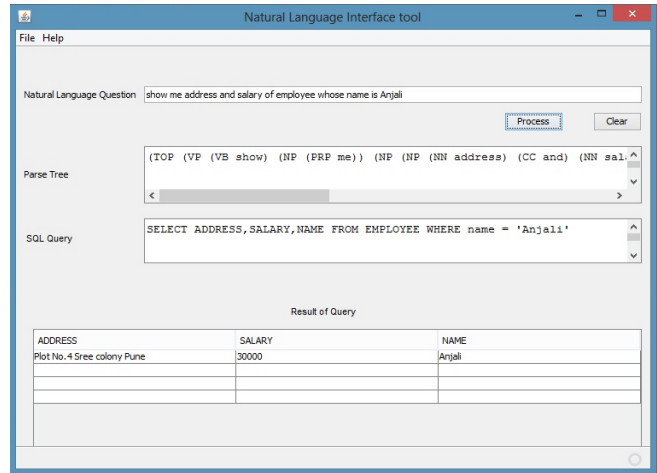 Natural Language Interface tool
File Help
Natural Language Question show me address and salary of employee whose name is Anjali
Process Clear
Parse Tree (TOP (VP (VB show) (NP (PRP me)) (NP (NP (NN address) (CC and) (NN sal
SQL Query SELECT ADDRESS,SALARY,NAME FROM EMPLOYEE WHERE name = 'Anjali'
Result of Query
ADDRESS SALARY NAME
Plot No.4 Sree colony Pune 30000 Anjali